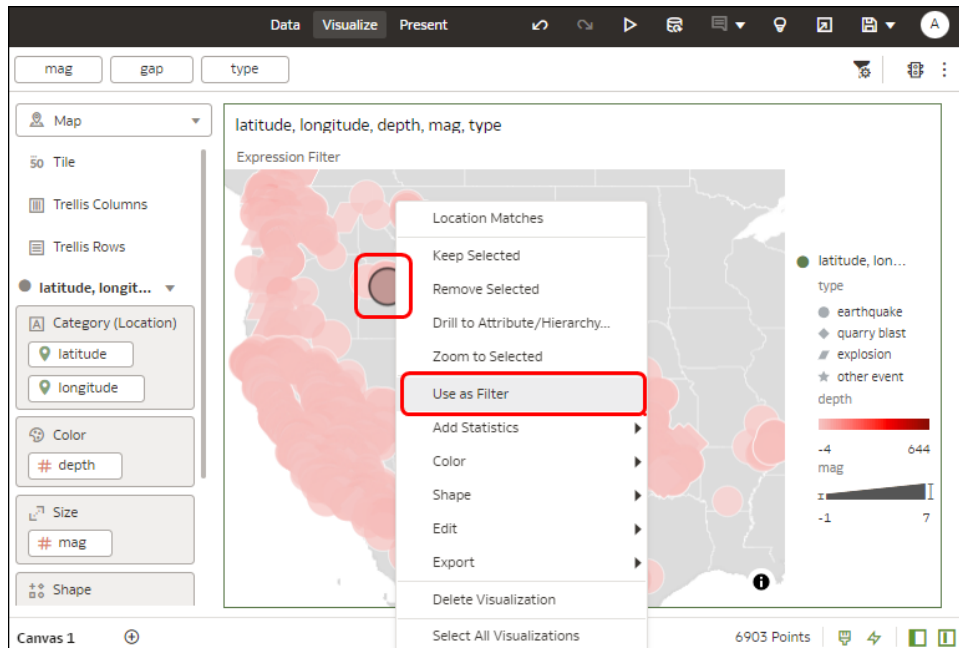 Data Visualize Present A
mag gap type
Map
50 Tile
Trellis Columns
Trellis Rows
latitude, longit...
A Category (Location)
latitude
longitude
Color
# depth
Size
# mag
Shape
latitude, longitude, depth, mag, type
Expression Filter
Location Matches
Keep Selected
Remove Selected
Drill to Attribute/Hierarchy...
Zoom to Selected
Use as Filter
Add Statistics
Color
Shape
Edit
Export
Delete Visualization
Select All Visualizations
latitude, lon...
type
earthquake
quarry blast
explosion
other event
depth
-4 644
mag
-1 7
Canvas 1
6903 Points